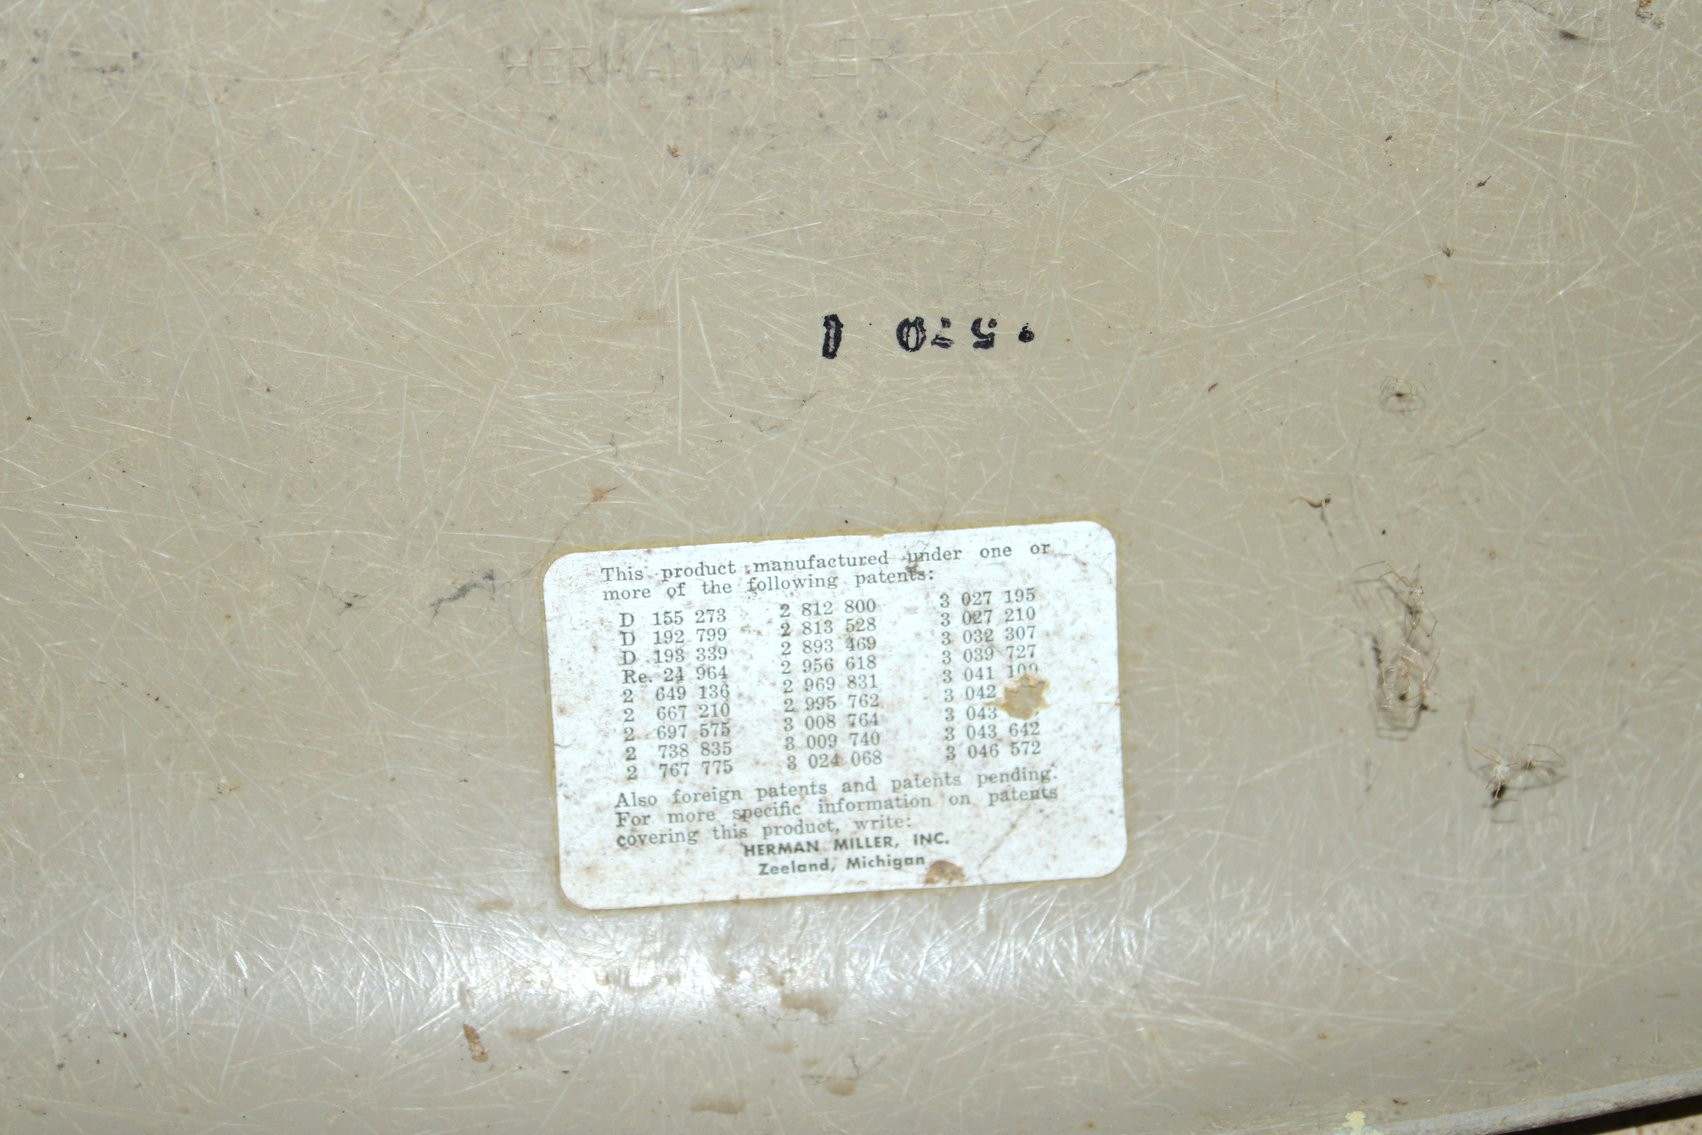 HERMAN MILLER
This product manufactured under one or
more of the following patents:
D 155 273 2 812 800 3 027 195
D 192 799 2 813 528 3 027 210
D 193 339 2 893 469 3 032 307
Re. 24 964 2 956 618 3 039 727
2 649 136 2 969 831 3 041 109
2 667 210 2 995 762 3 042
2 697 575 3 008 764 3 043
2 738 835 3 009 740 3 043 642
2 767 775 3 024 068 3 046 572
Also foreign patents and patents pending.
For more specific information on patents
covering this product, write:
HERMAN MILLER, INC.
Zeeland, Michigan